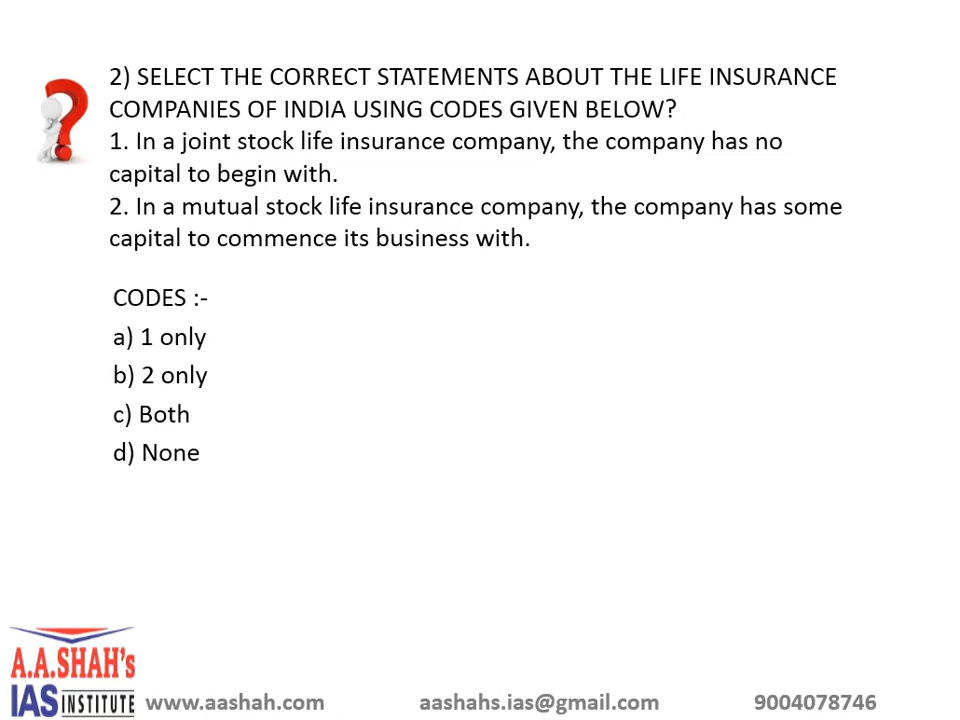 2) SELECT THE CORRECT STATEMENTS ABOUT THE LIFE INSURANCE
COMPANIES OF INDIA USING CODES GIVEN BELOW?
1. In a joint stock life insurance company, the company has no
capital to begin with.
2. In a mutual stock life insurance company, the company has some
capital to commence its business with.
CODES :-
a) 1 only
b) 2 only
c) Both
d) None
A.A.SHAH's
IAS INSTITUTE
www.aashah.com aashahs.ias@gmail.com 9004078746